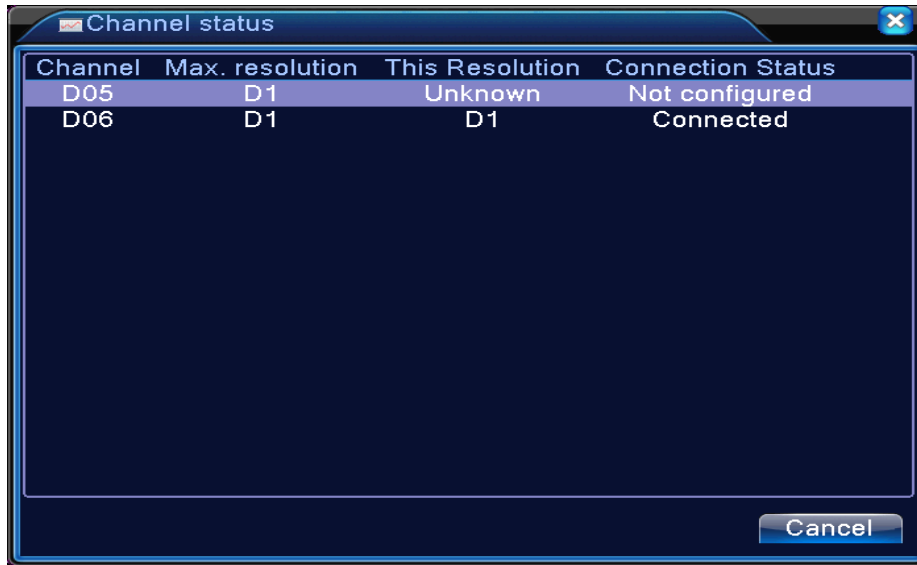 Channel status
Channel Max. resolution This Resolution Connection Status
D05 D1 Unknown Not configured
D06 D1 D1 Connected
Cancel